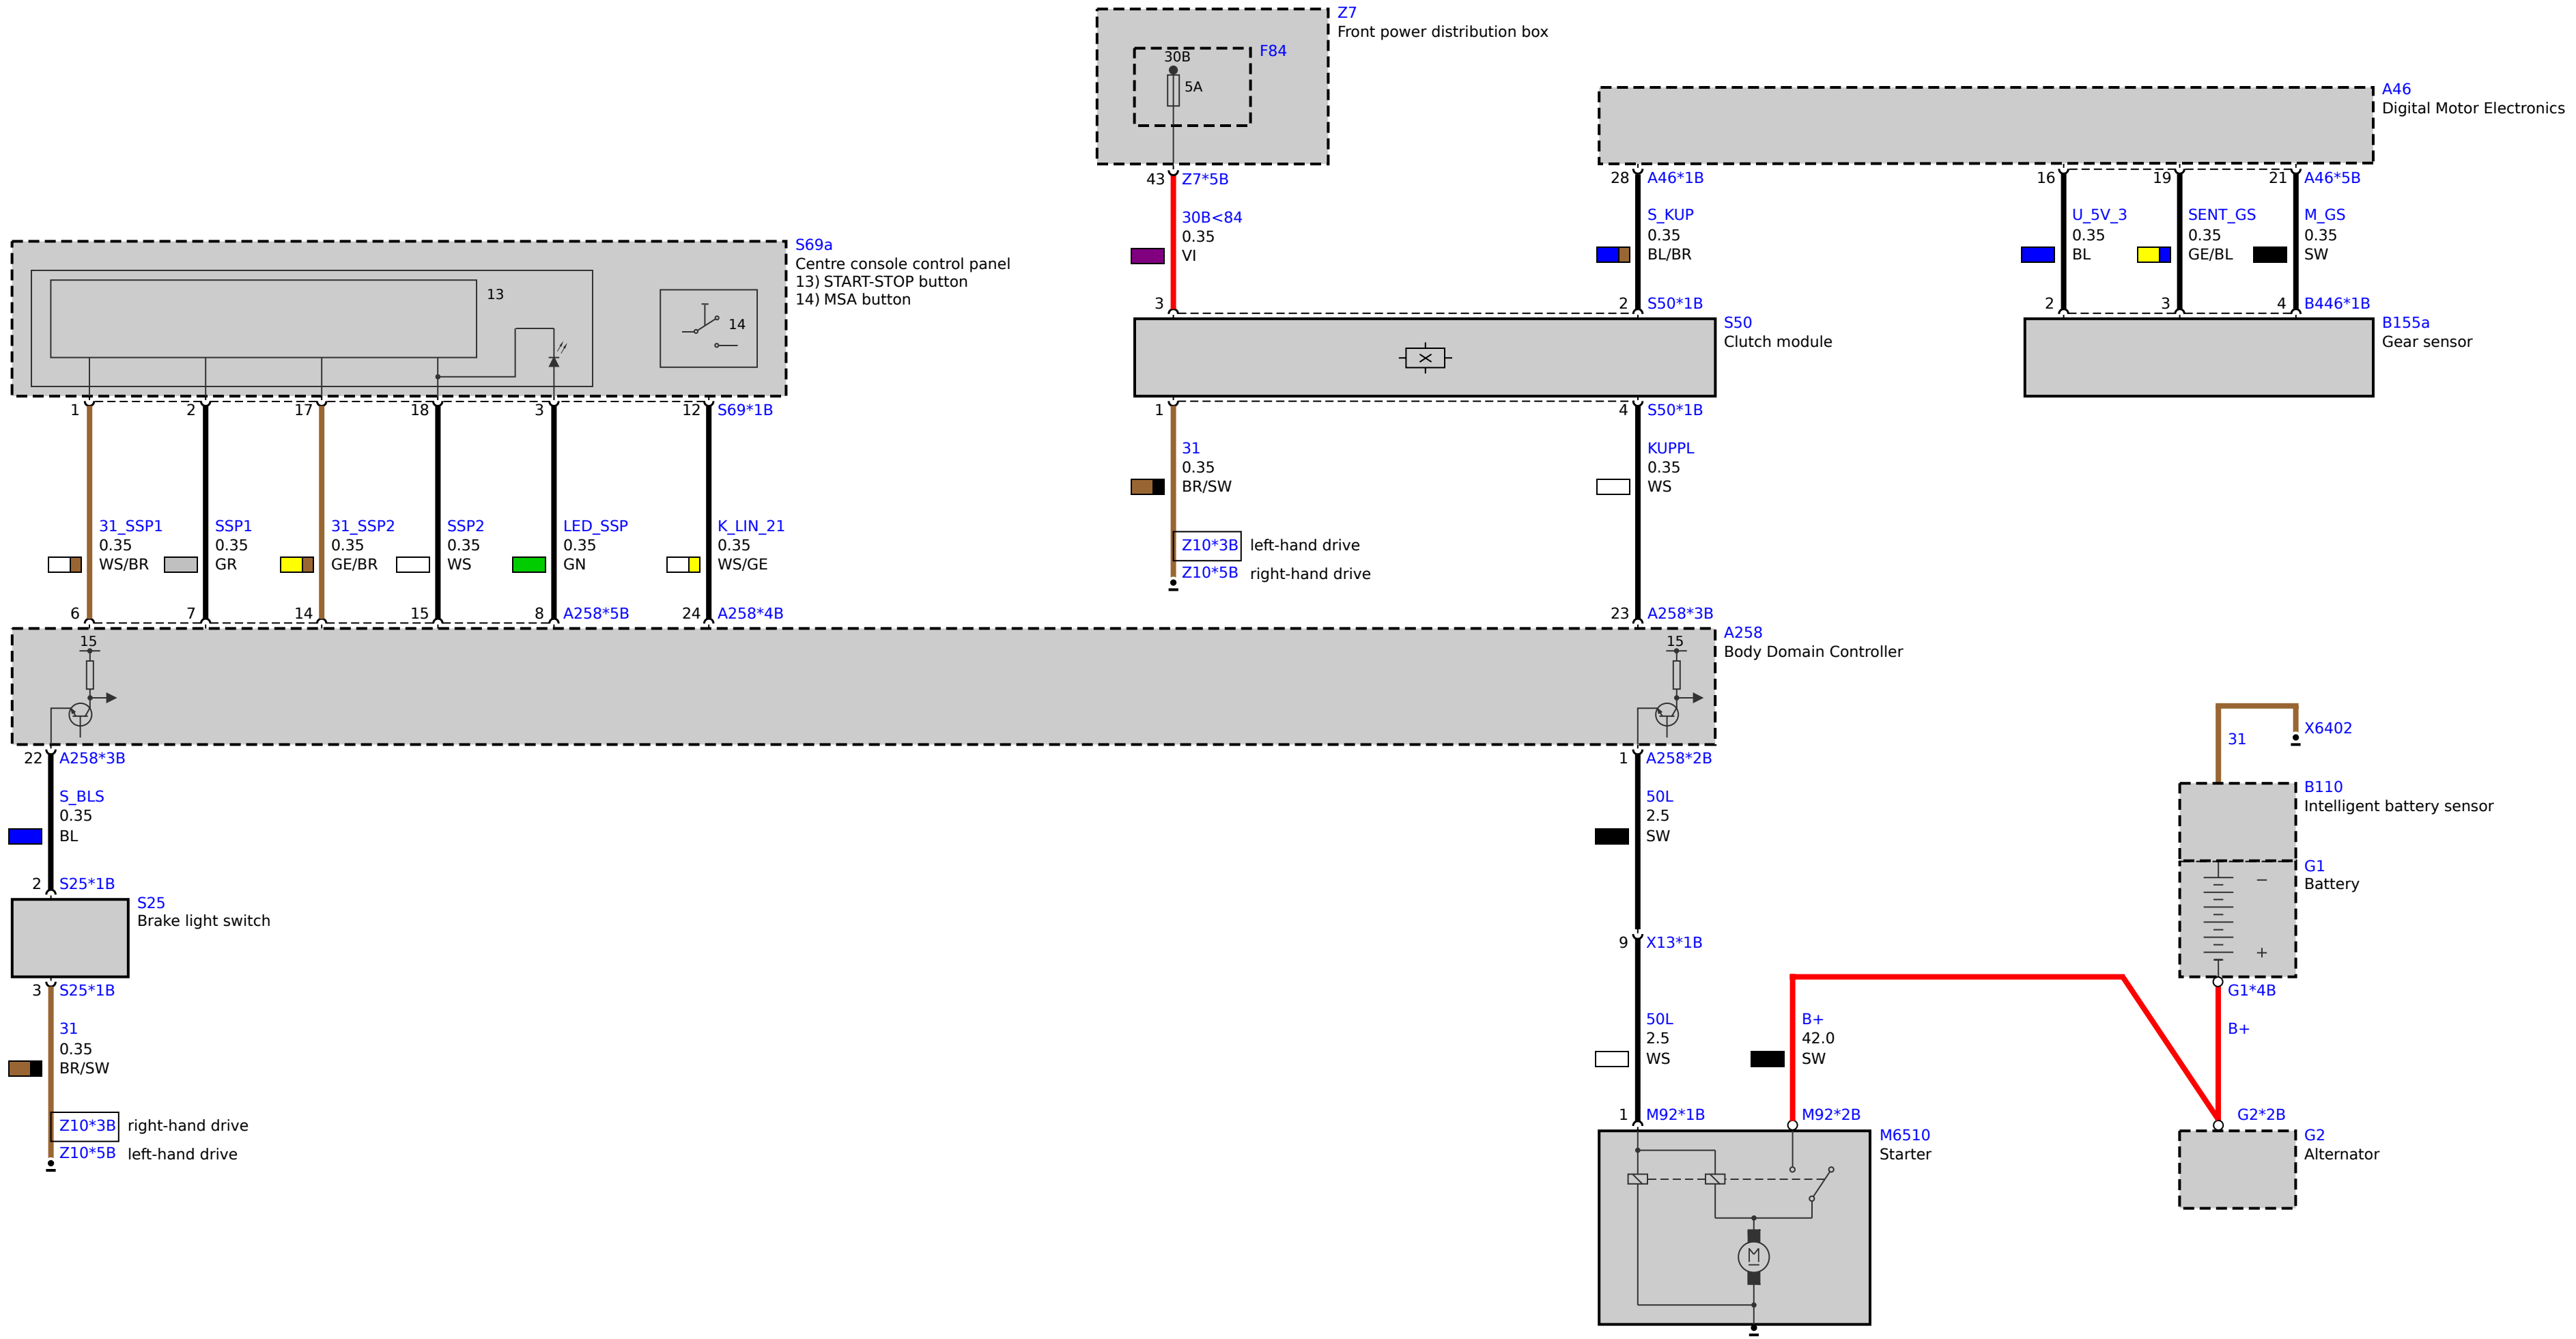 Z7
Front power distribution box
F84
30B
5A
A46
Digital Motor Electronics
43 Z7*5B
28 A46*1B
16 19 21 A46*5B
30B<84
0.35
VI
S_KUP
0.35
BL/BR
U_5V_3
0.35
BL
SENT_GS
0.35
GE/BL
M_GS
0.35
SW
3 2 S50*1B
2 3 4 B446*1B
S69a
Centre console control panel
13) START-STOP button
14) MSA button
13
14
S50
Clutch module
X
B155a
Gear sensor
1 2 17 18 3 12 S69*1B
1 4 S50*1B
31
0.35
BR/SW
KUPPL
0.35
WS
31_SSP1
0.35
WS/BR
SSP1
0.35
GR
31_SSP2
0.35
GE/BR
SSP2
0.35
WS
LED_SSP
0.35
GN
K_LIN_21
0.35
WS/GE
Z10*3B left-hand drive
Z10*5B right-hand drive
6 7 14 15 8 A258*5B 24 A258*4B
23 A258*3B
15
15
A258
Body Domain Controller
22 A258*3B
1 A258*2B
S_BLS
0.35
BL
50L
2.5
SW
31
X6402
B110
Intelligent battery sensor
G1
Battery
−
+
2 S25*1B
S25
Brake light switch
3 S25*1B
9 X13*1B
G1*4B
B+
31
0.35
BR/SW
50L
2.5
WS
B+
42.0
SW
Z10*3B right-hand drive
Z10*5B left-hand drive
1 M92*1B
M92*2B
G2*2B
M6510
Starter
G2
Alternator
M